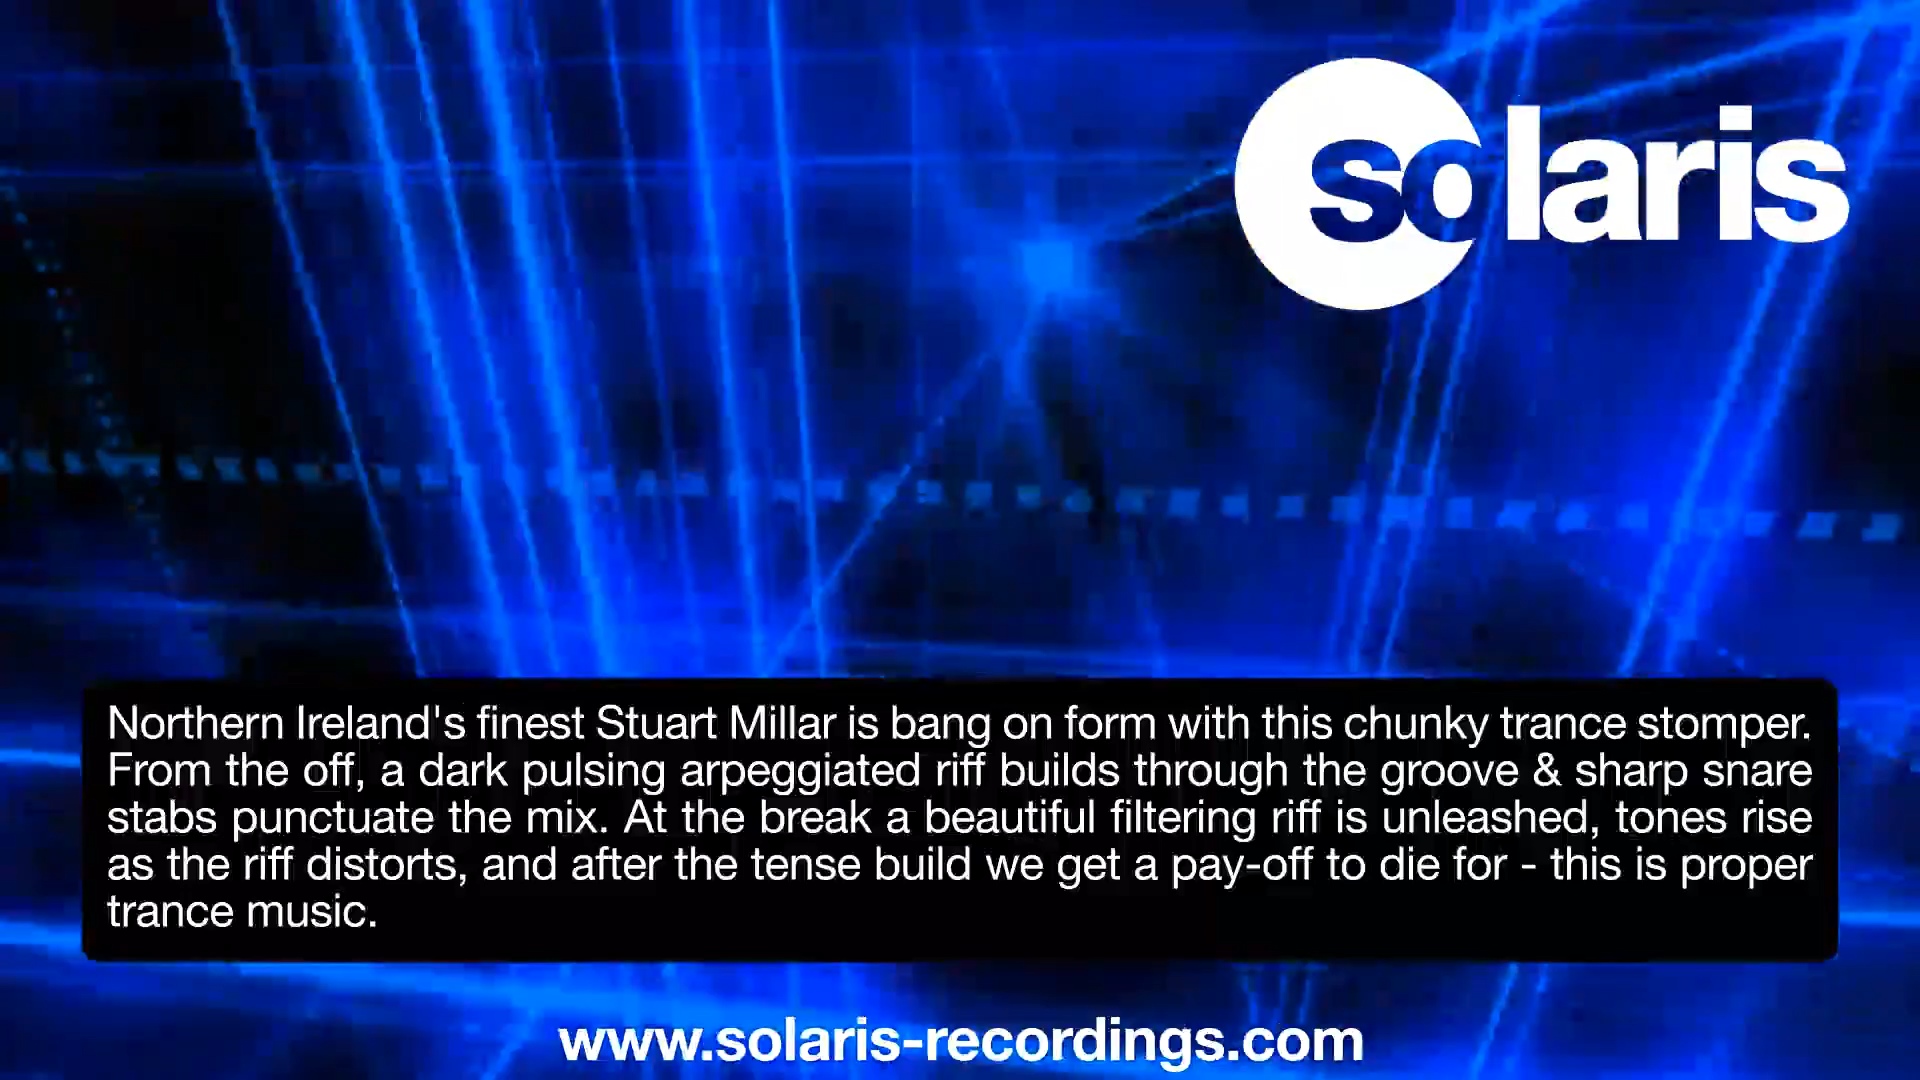 solaris
Northern Ireland's finest Stuart Millar is bang on form with this chunky trance stomper.
From the off, a dark pulsing arpeggiated riff builds through the groove & sharp snare
stabs punctuate the mix. At the break a beautiful filtering riff is unleashed, tones rise
as the riff distorts, and after the tense build we get a pay-off to die for - this is proper
trance music.
www.solaris-recordings.com